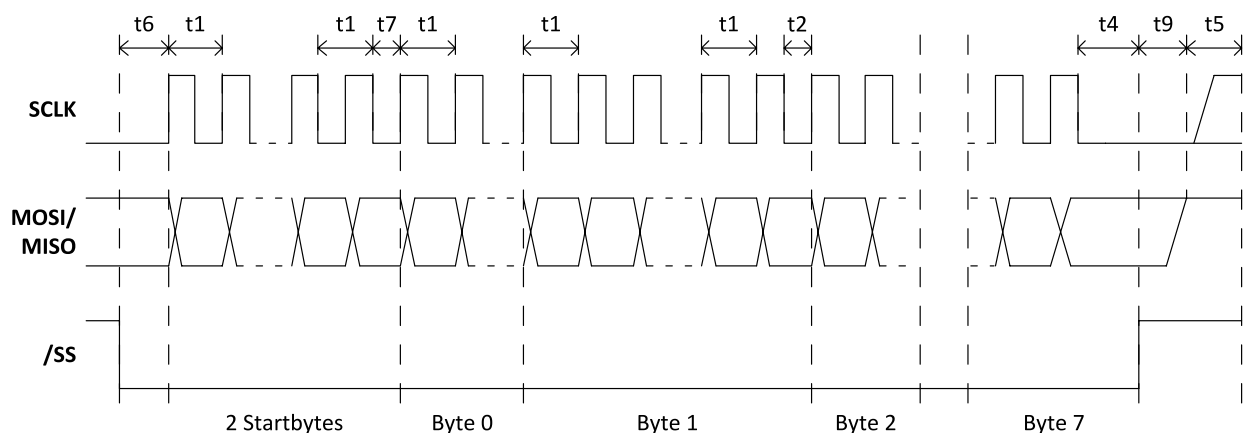 t6 t1 t1 t7 t1 t1 t1 t2 t4 t9 t5
SCLK
MOSI/
MISO
/SS
2 Startbytes Byte 0 Byte 1 Byte 2 Byte 7